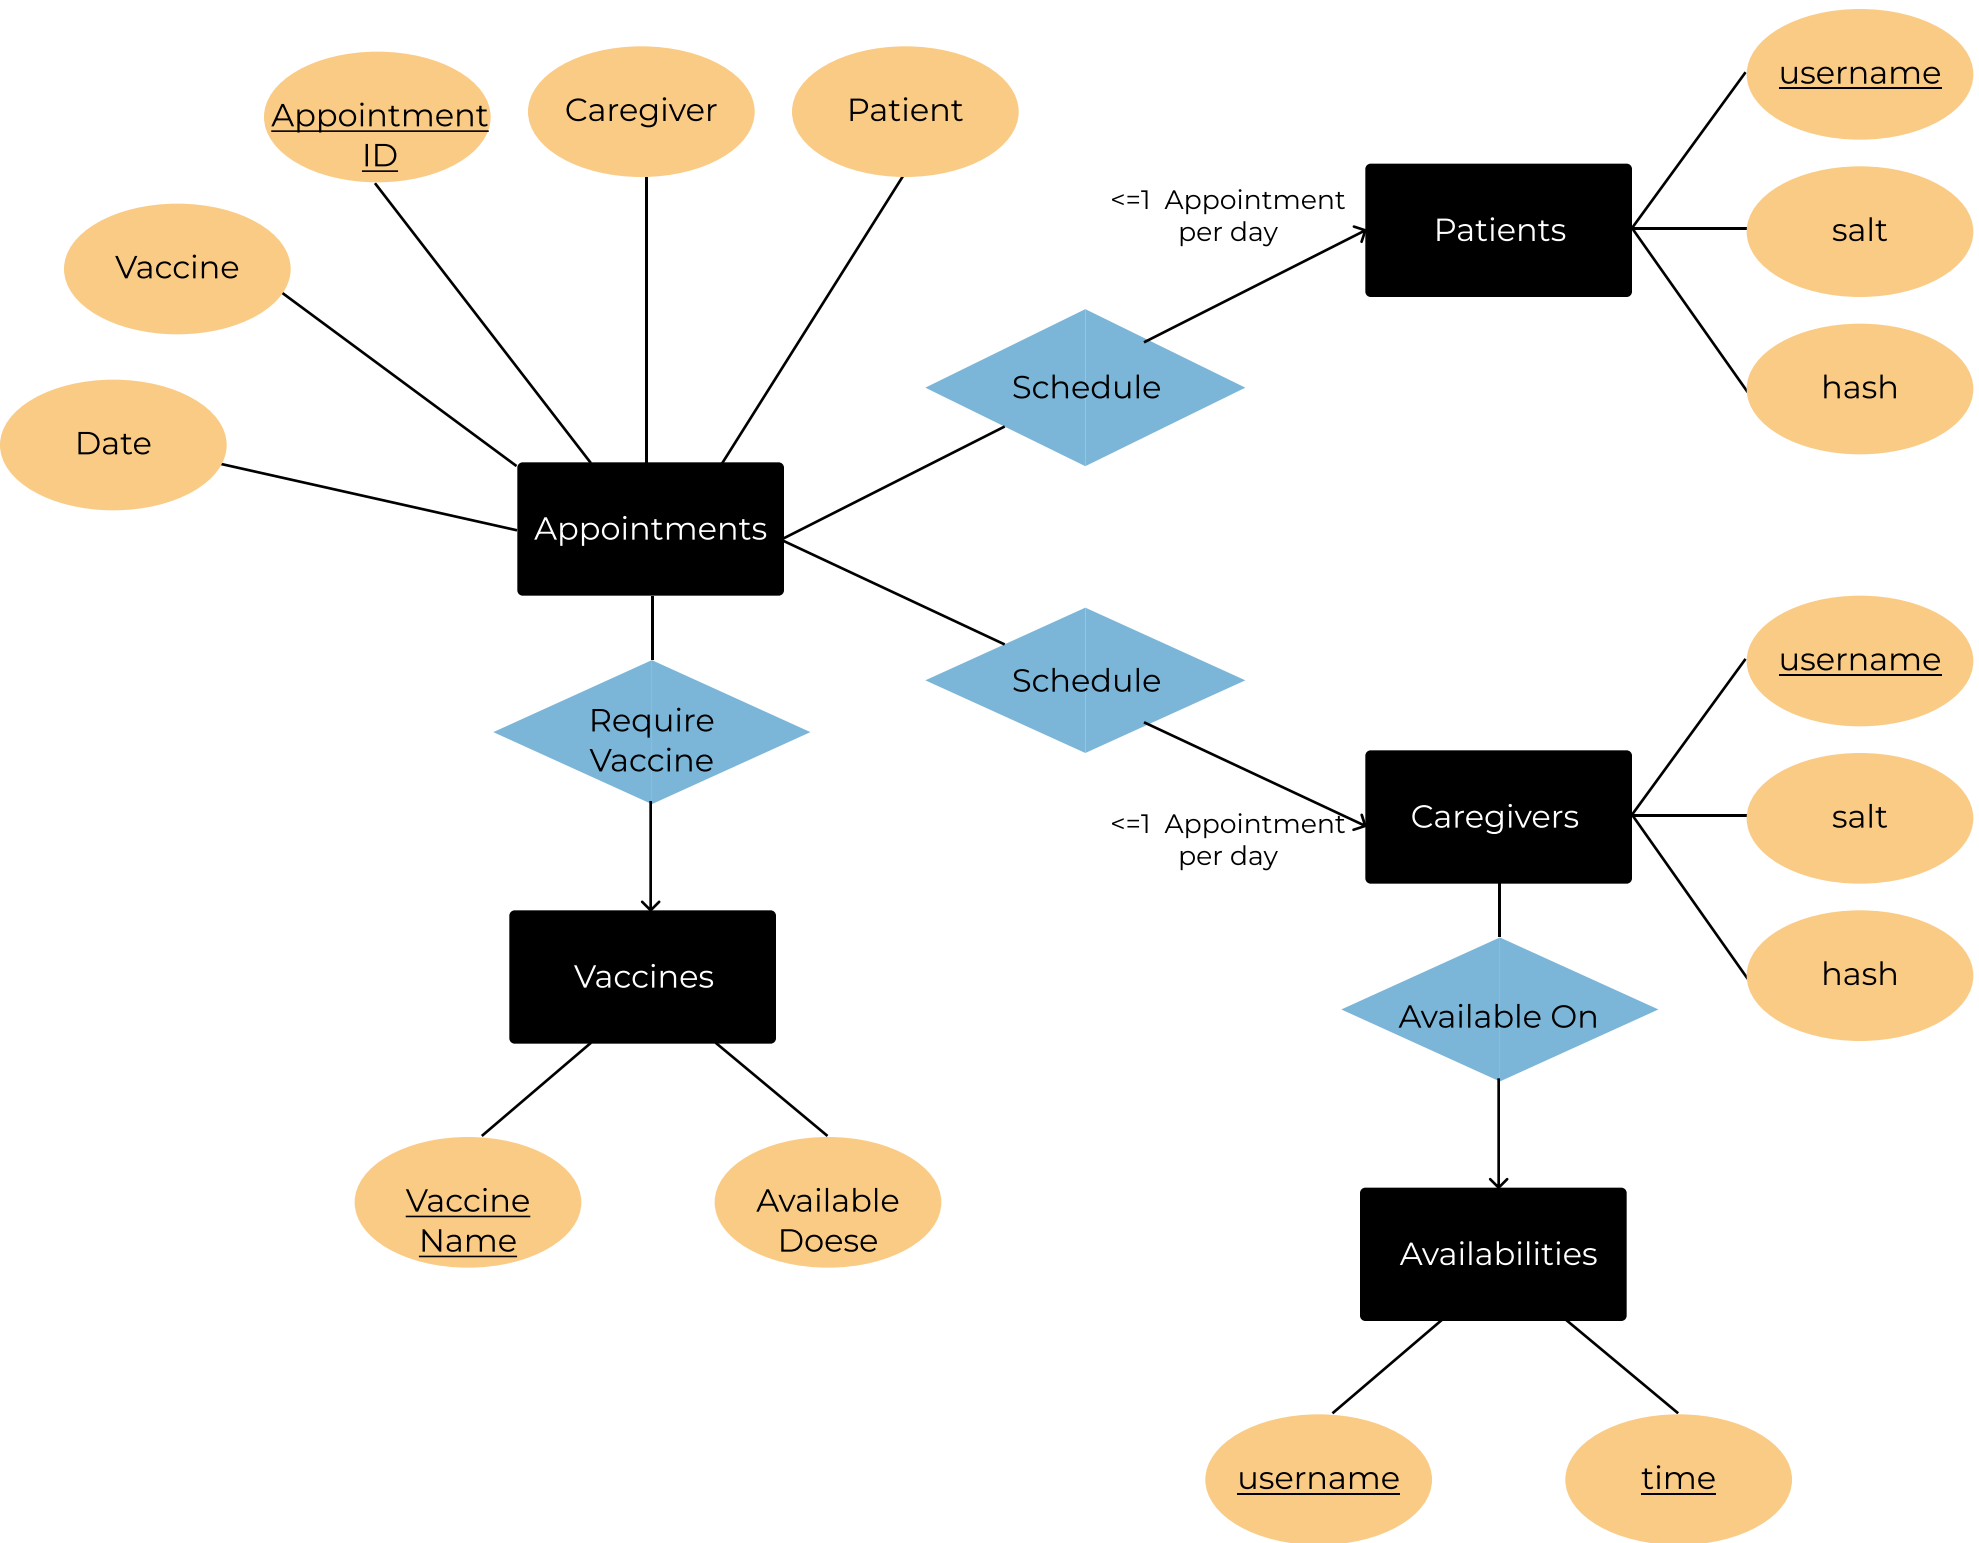 username
Appointment
ID
Caregiver
Patient
<=1 Appointment
per day
Patients
salt
Vaccine
hash
Schedule
Date
Appointments
username
Schedule
Require
Vaccine
<=1 Appointment
per day
Caregivers
salt
Vaccines
hash
Available On
Vaccine
Name
Available
Doese
Availabilities
username
time